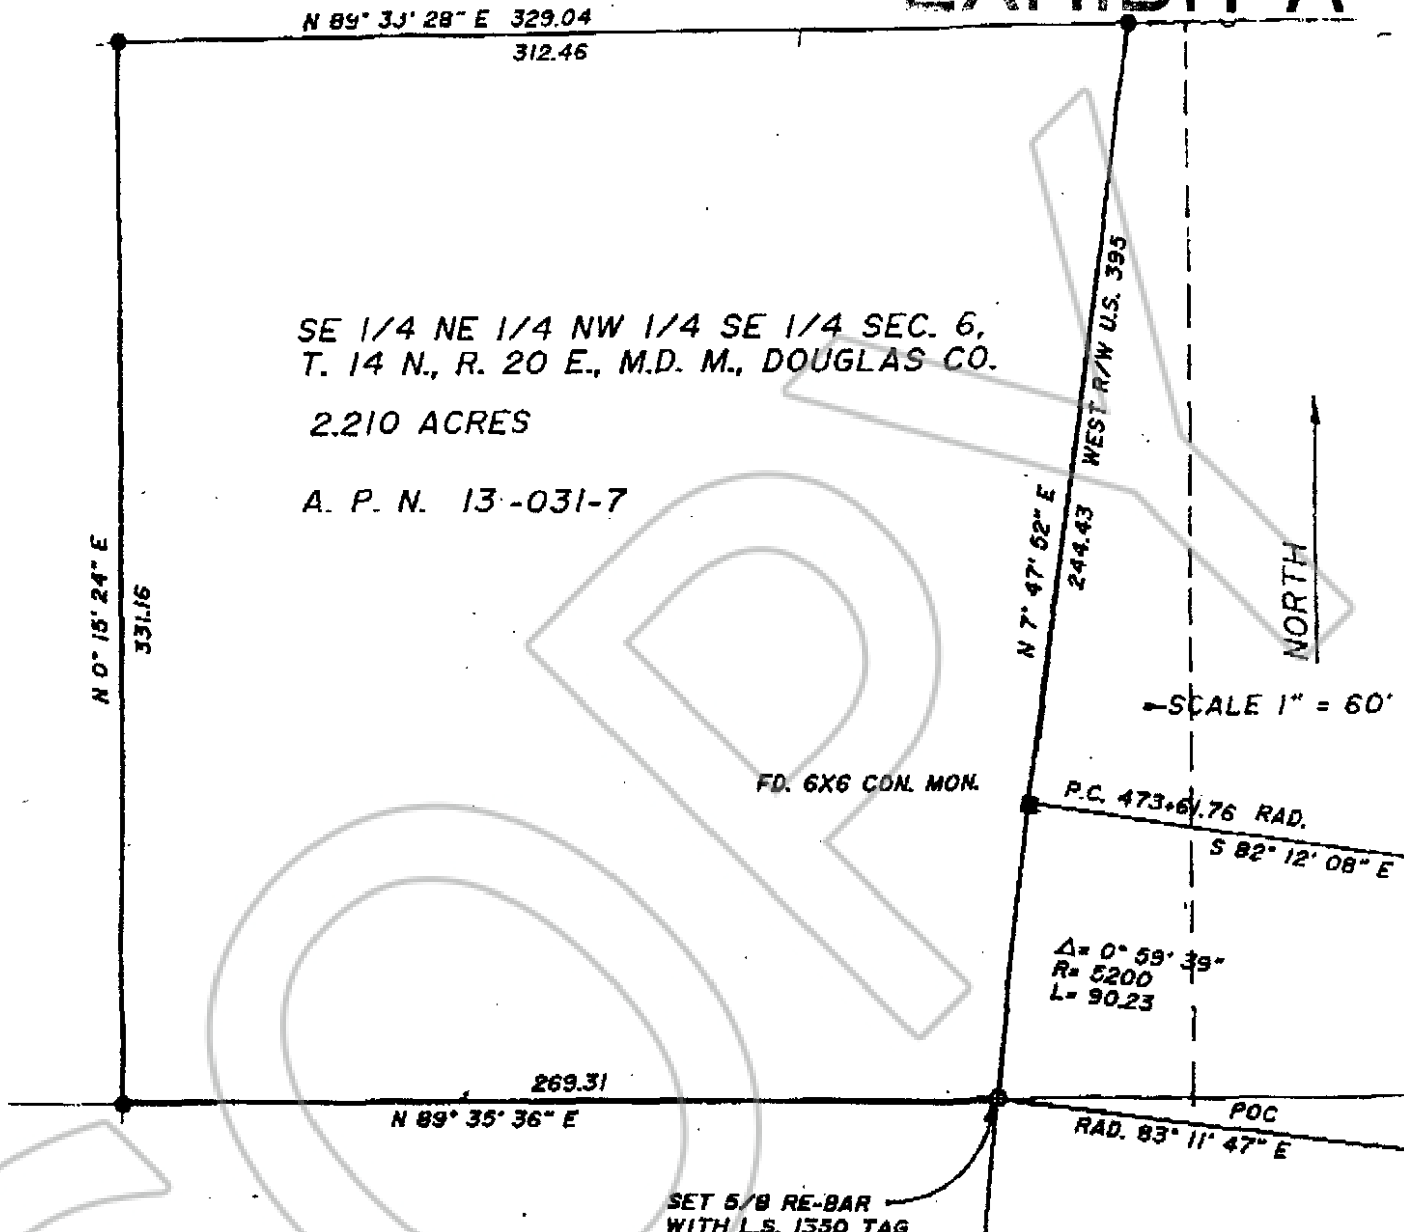 EXHIBIT A
N 89° 33' 28" E 329.04
312.46
WEST R/W U.S. 395
SE 1/4 NE 1/4 NW 1/4 SE 1/4 SEC. 6,
T. 14 N., R. 20 E., M.D. M., DOUGLAS CO.
2.210 ACRES
A. P. N. 13-031-7
N 0° 15' 24" E
331.16
N 7° 47' 52" E
244.43
NORTH
SCALE 1" = 60'
FD. 6X6 CON. MON.
P.C. 473+61.76 RAD.
S 82° 12' 08" E
Δ= 0° 59' 39"
R= 5200
L= 90.23
269.31
N 89° 35' 36" E
POC
RAD. 83° 11' 47" E
SET 5/8 RE-BAR
WITH L.S. 1350 TAG
COPY